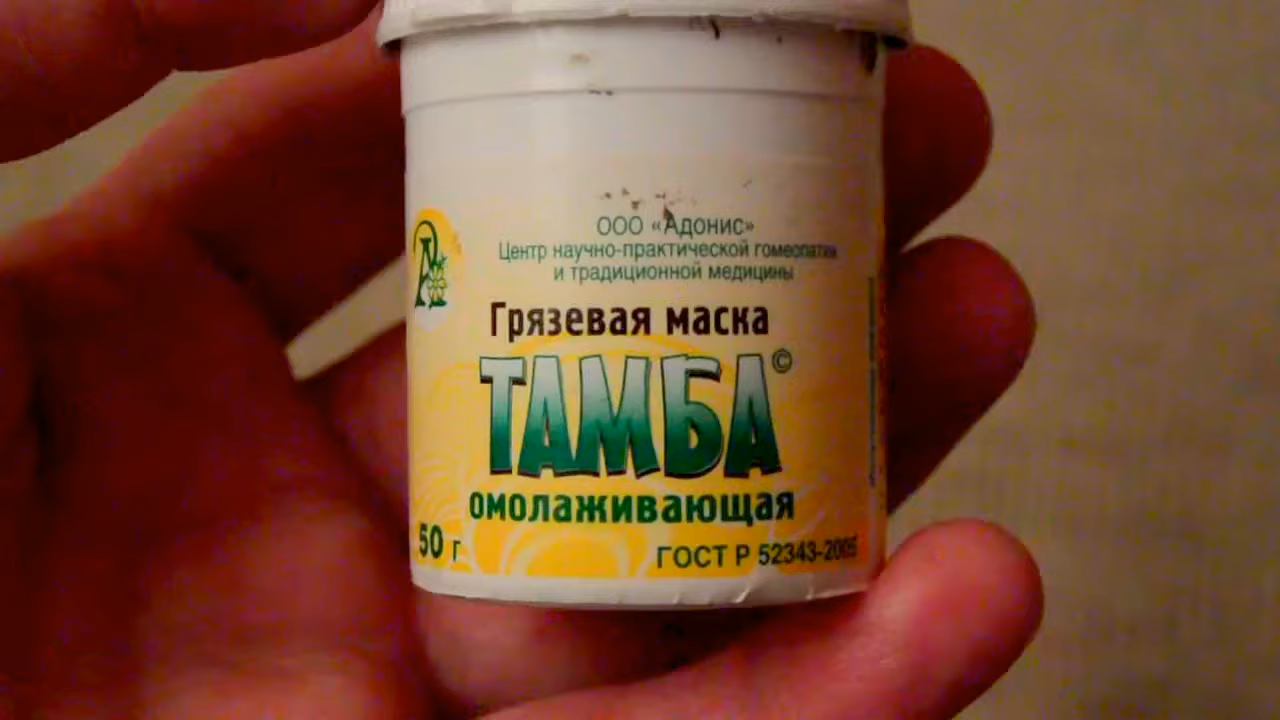 ООО «Адонис»
Центр научно-практической гомеопатии
и традиционной медицины
Грязевая маска
ТАМБА©
омолаживающая
50 г
ГОСТ Р 52343-2005